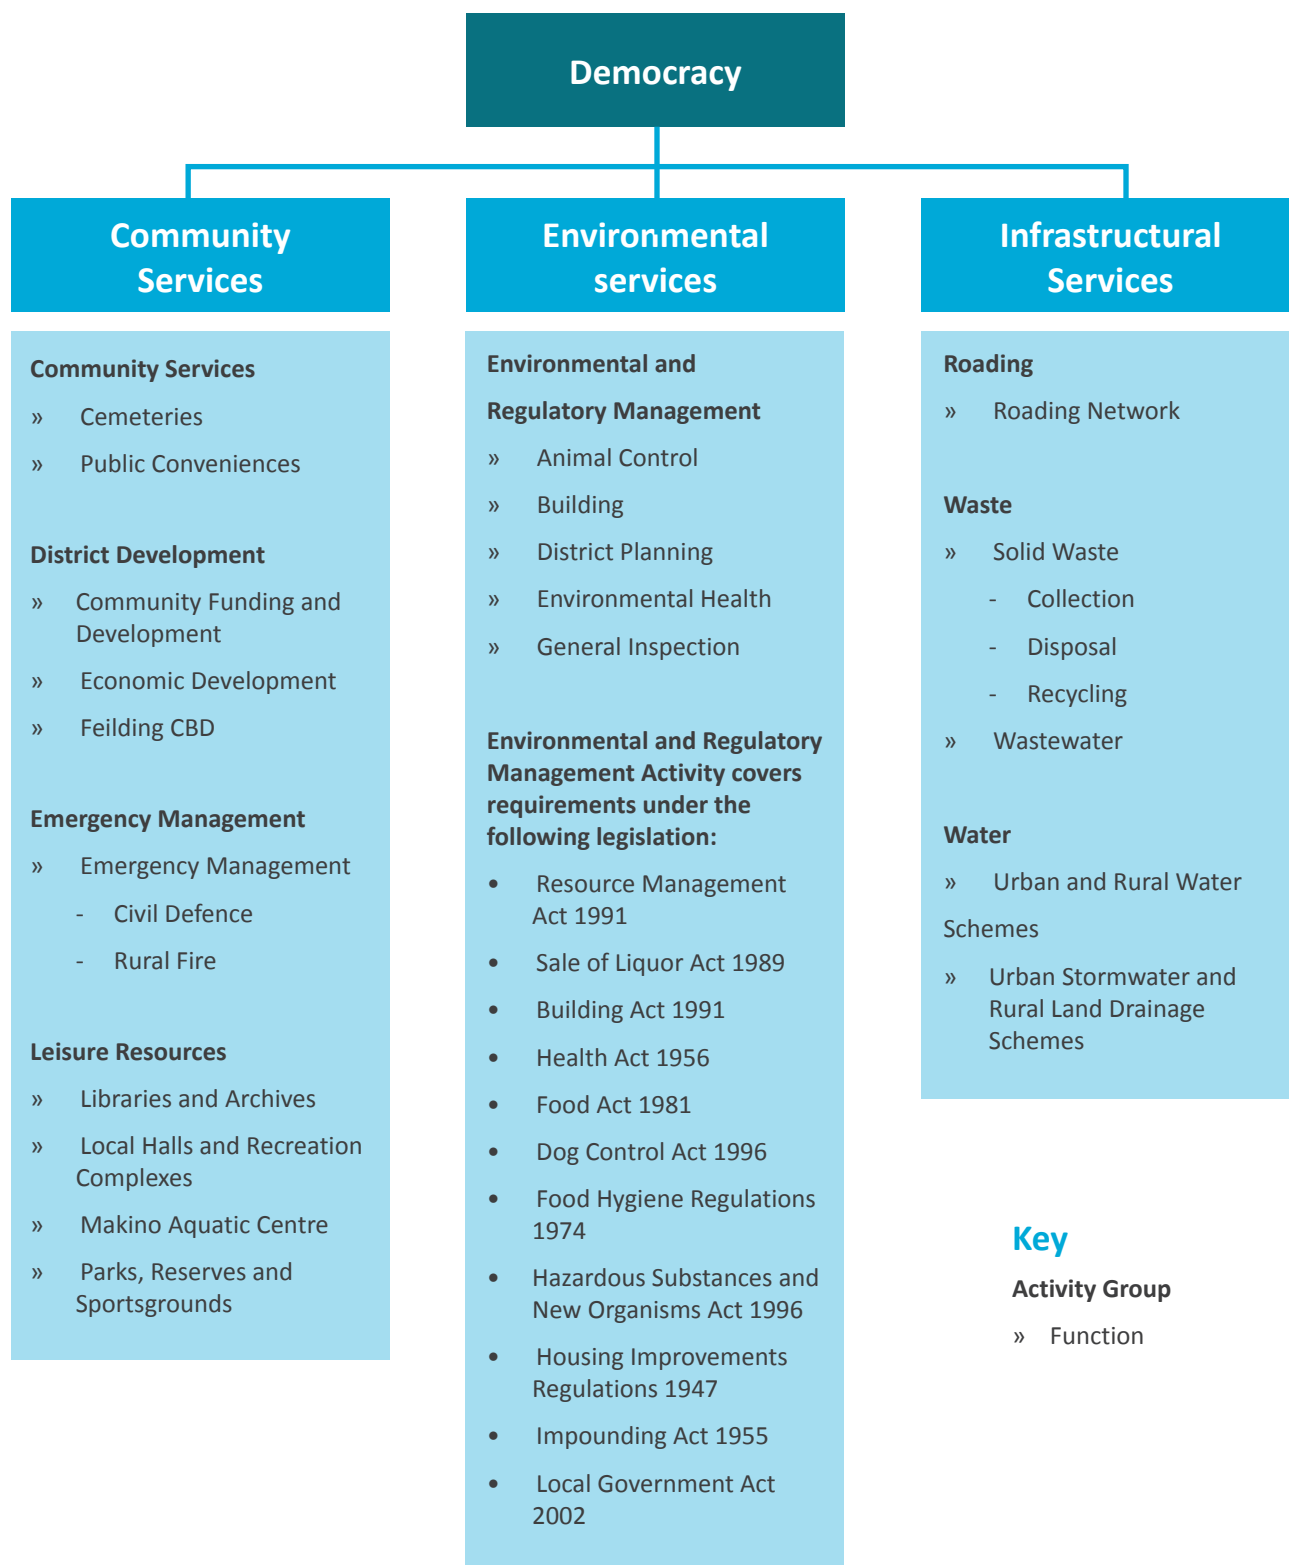 Democracy
Community
Services
Community Services
» Cemeteries
» Public Conveniences
District Development
» Community Funding and
Development
» Economic Development
» Feilding CBD
Emergency Management
» Emergency Management
- Civil Defence
- Rural Fire
Leisure Resources
» Libraries and Archives
» Local Halls and Recreation
Complexes
» Makino Aquatic Centre
» Parks, Reserves and
Sportsgrounds
Environmental
services
Environmental and
Regulatory Management
» Animal Control
» Building
» District Planning
» Environmental Health
» General Inspection
Environmental and Regulatory
Management Activity covers
requirements under the
following legislation:
• Resource Management
Act 1991
• Sale of Liquor Act 1989
• Building Act 1991
• Health Act 1956
• Food Act 1981
• Dog Control Act 1996
• Food Hygiene Regulations
1974
• Hazardous Substances and
New Organisms Act 1996
• Housing Improvements
Regulations 1947
• Impounding Act 1955
• Local Government Act
2002
Infrastructural
Services
Roading
» Roading Network
Waste
» Solid Waste
- Collection
- Disposal
- Recycling
» Wastewater
Water
» Urban and Rural Water
Schemes
» Urban Stormwater and
Rural Land Drainage
Schemes
Key
Activity Group
» Function